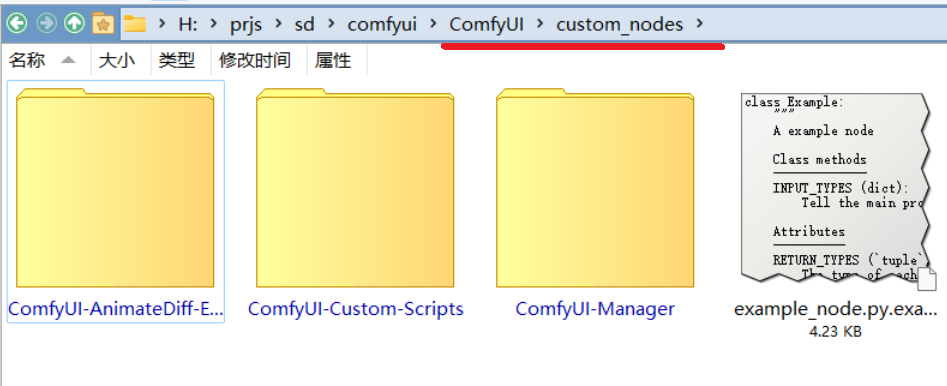 H: prjs sd comfyui ComfyUI custom_nodes
名称 大小 类型 修改时间 属性
class Example:
"""
A example node
Class methods
INPUT_TYPES (dict):
Tell the main pro
Attributes
RETURN_TYPES (`tuple`
The type of each
ComfyUI-AnimateDiff-E...
ComfyUI-Custom-Scripts
ComfyUI-Manager
example_node.py.exa...
4.23 KB